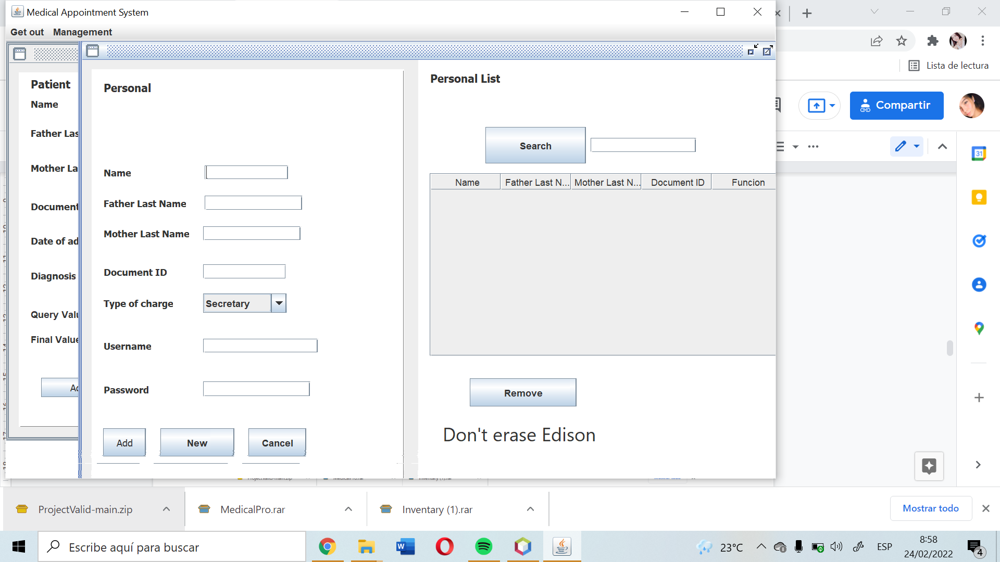 Medical Appointment System
Get out Management
Lista de lectura
Compartir
31
Patient
Name
Father Las
Mother La
Document
Date of ad
Diagnosis
Query Valu
Final Value
Personal
Name
Father Last Name
Mother Last Name
Document ID
Type of charge
Secretary
Username
Password
Add New Cancel
Personal List
Search
Name Father Last N... Mother Last N... Document ID Funcion
Remove
Don't erase Edison
ProjectValid-main.zip MedicalPro.rar Inventary (1).rar
Mostrar todo
Escribe aquí para buscar
23°C
ESP
8:58
24/02/2022
4